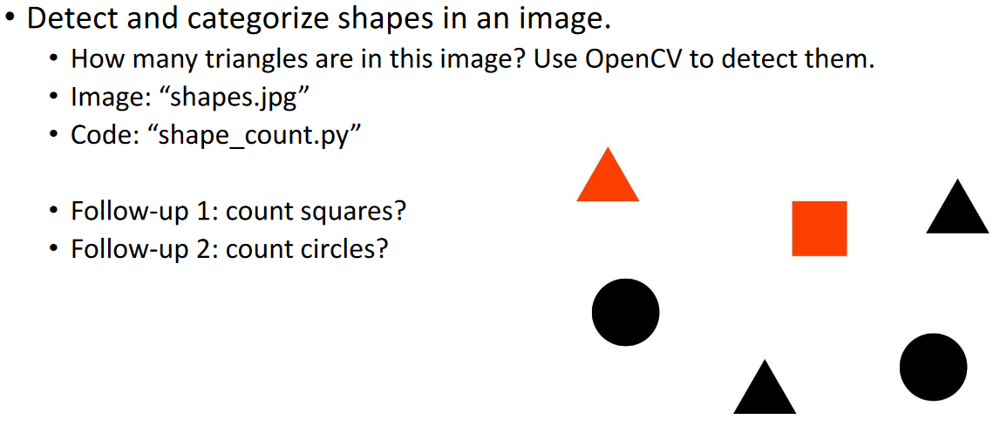 • Detect and categorize shapes in an image.
• How many triangles are in this image? Use OpenCV to detect them.
• Image: “shapes.jpg”
• Code: “shape_count.py”
• Follow-up 1: count squares?
• Follow-up 2: count circles?